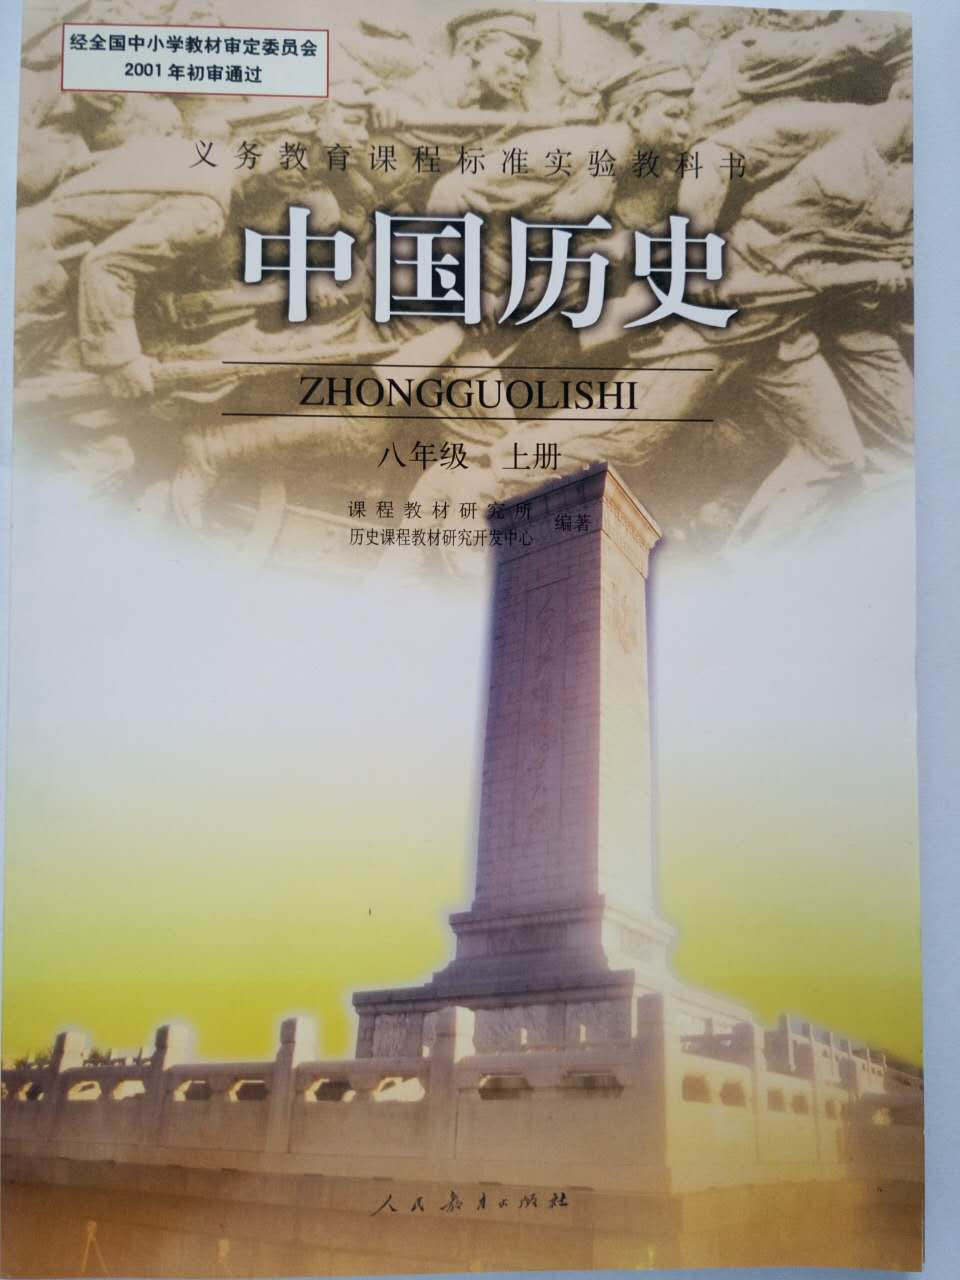 经全国中小学教材审定委员会
2001年初审通过
义务教育课程标准实验教科书
中国历史
ZHONGGUOLISHI
八年级 上册
课程教材研究所
历史课程教材研究开发中心 编著
人民教育出版社